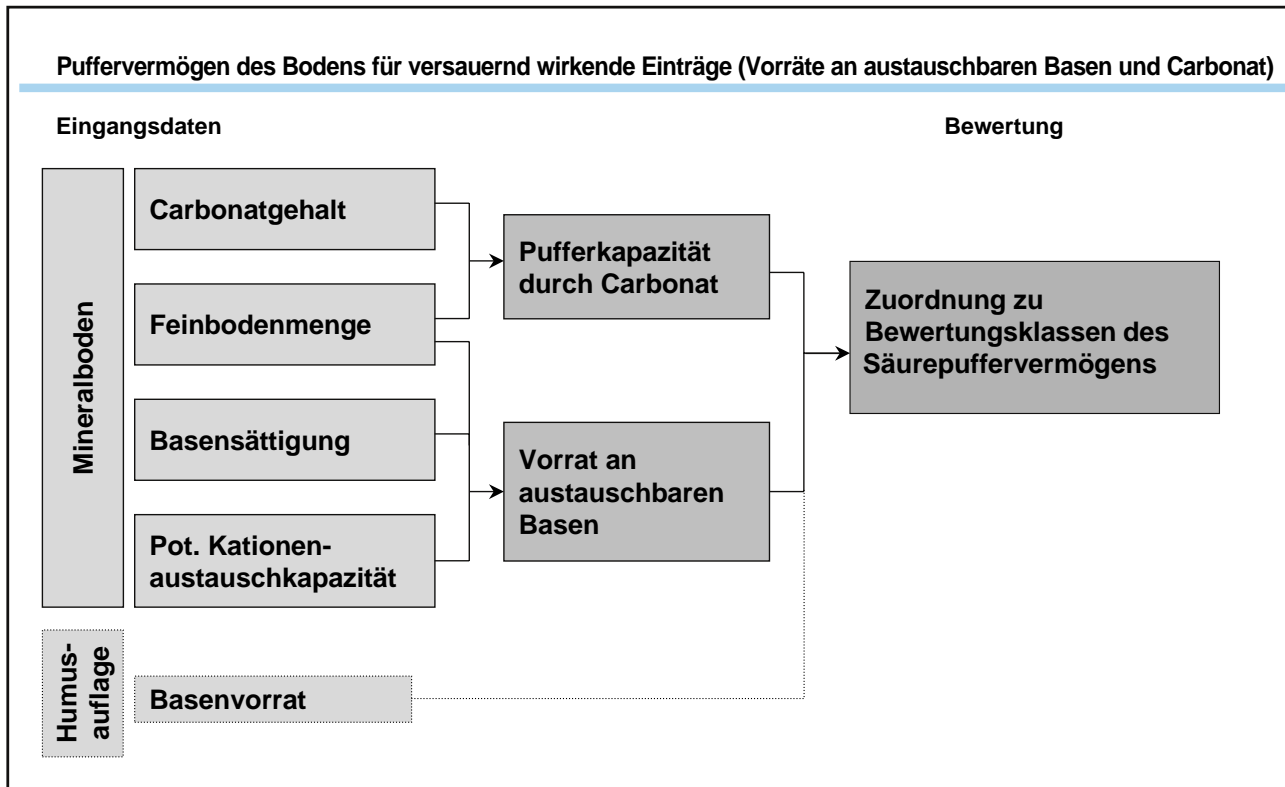 Puffervermögen des Bodens für versauernd wirkende Einträge (Vorräte an austauschbaren Basen und Carbonat)
Eingangsdaten
Bewertung
Mineralboden
Carbonatgehalt
Feinbodenmenge
Basensättigung
Pot. Kationen-
austauschkapazität
Pufferkapazität
durch Carbonat
Vorrat an
austauschbaren
Basen
Zuordnung zu
Bewertungsklassen des
Säurepuffervermögens
Humus-
auflage
Basenvorrat